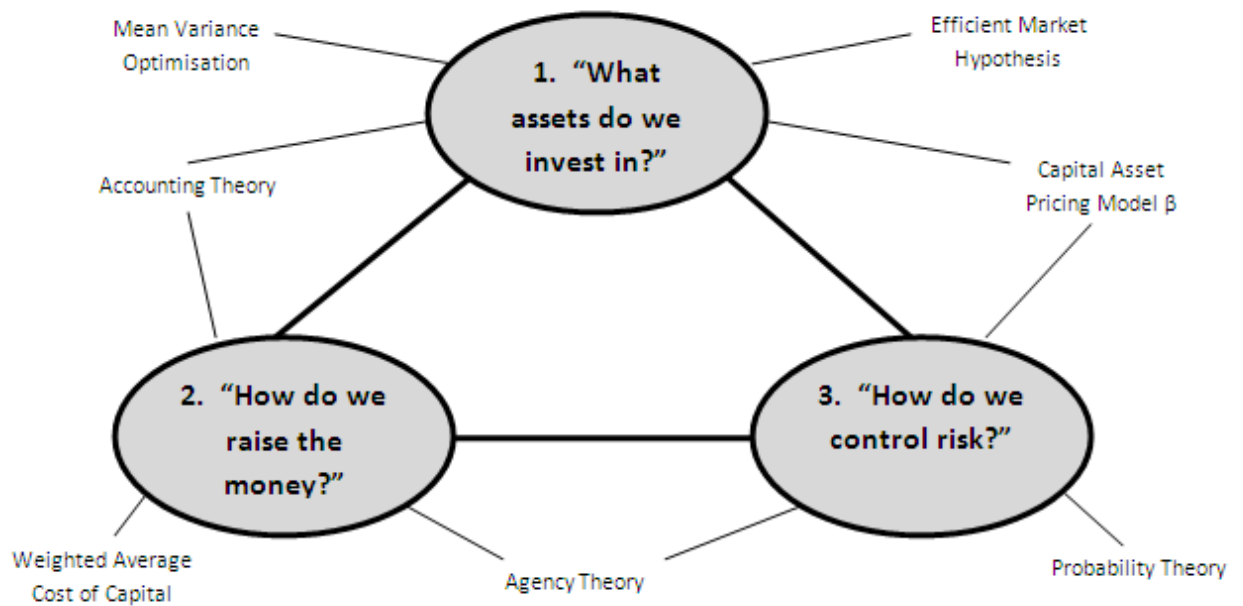 Mean Variance
Optimisation
Efficient Market
Hypothesis
1. “What
assets do we
invest in?”
Accounting Theory
Capital Asset
Pricing Model β
2. “How do we
raise the
money?”
3. “How do we
control risk?”
Weighted Average
Cost of Capital
Agency Theory
Probability Theory